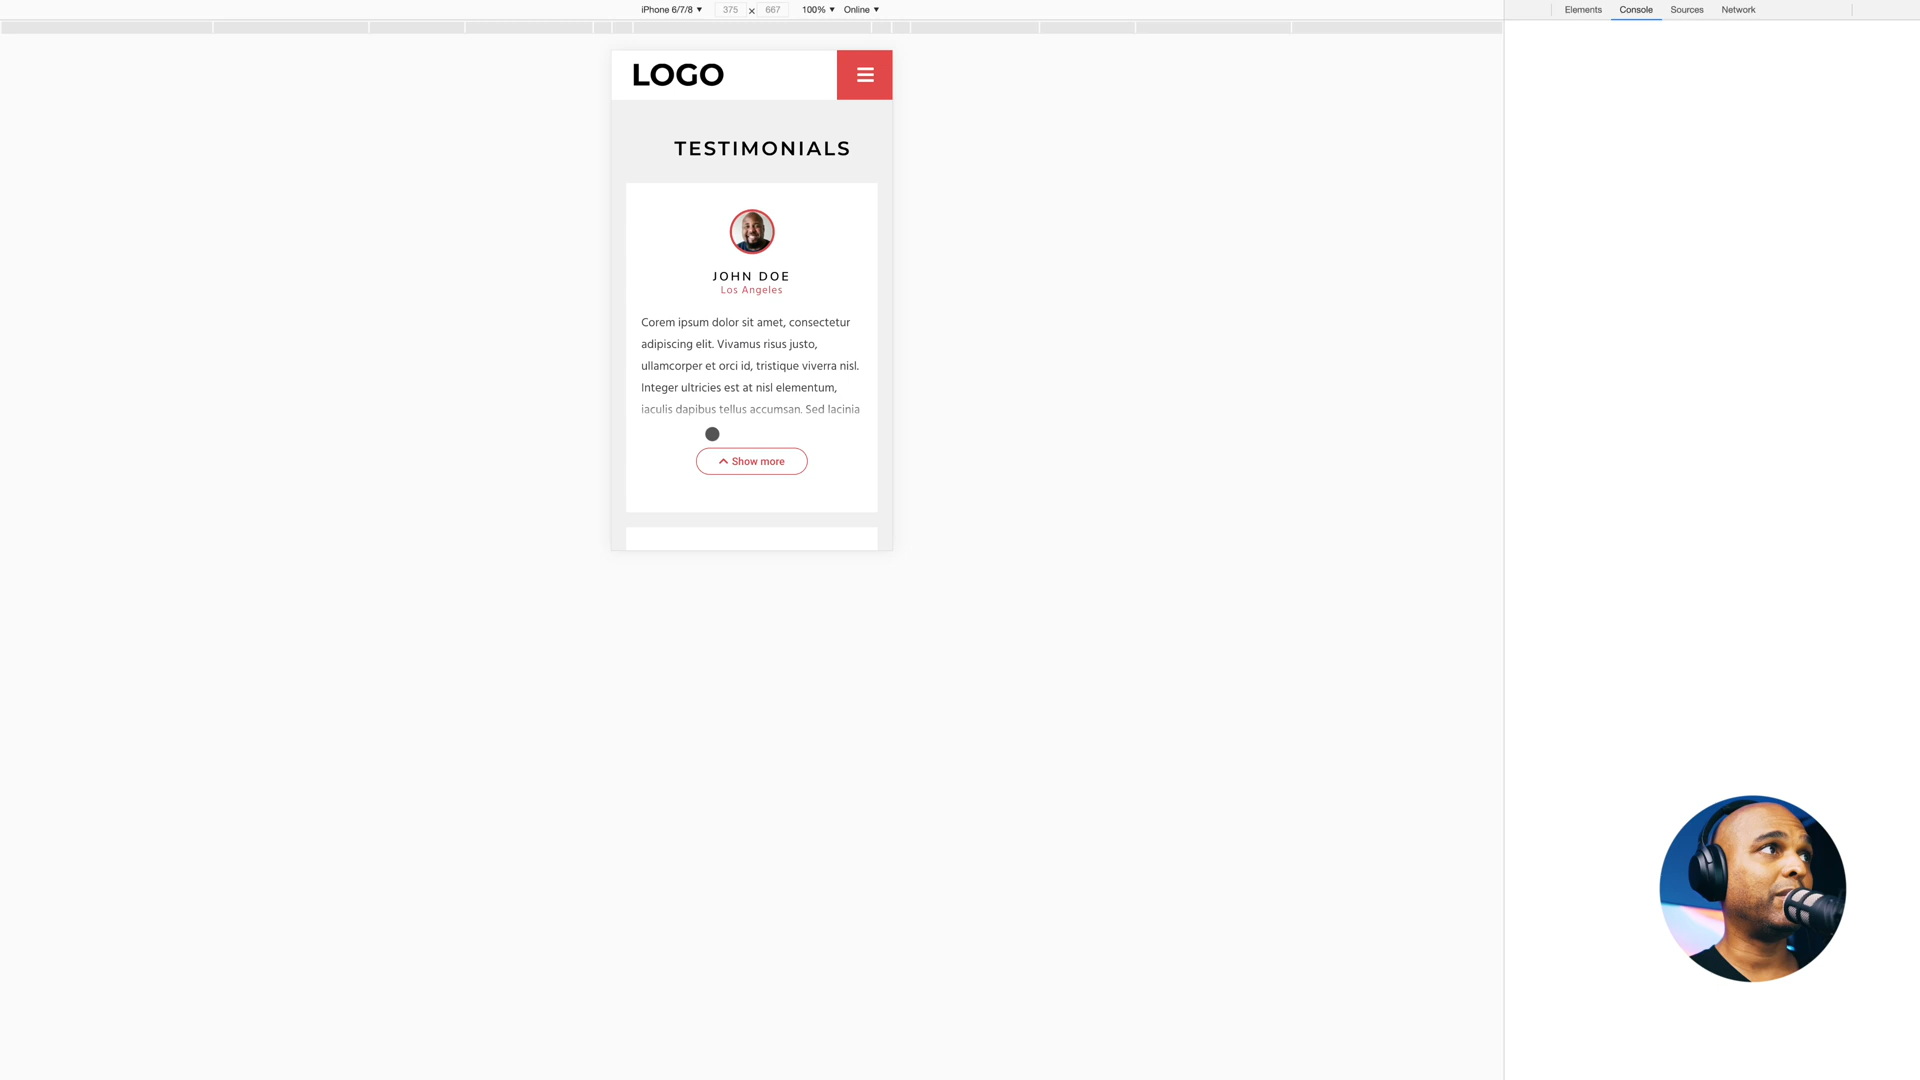 iPhone 6/7/8 ▼ 375 × 667 100% ▼ Online ▼
Elements Console Sources Network
LOGO
TESTIMONIALS
JOHN DOE
Los Angeles
Corem ipsum dolor sit amet, consectetur
adipiscing elit. Vivamus risus justo,
ullamcorper et orci id, tristique viverra nisl.
Integer ultricies est at nisl elementum,
iaculis dapibus tellus accumsan. Sed lacinia
Show more